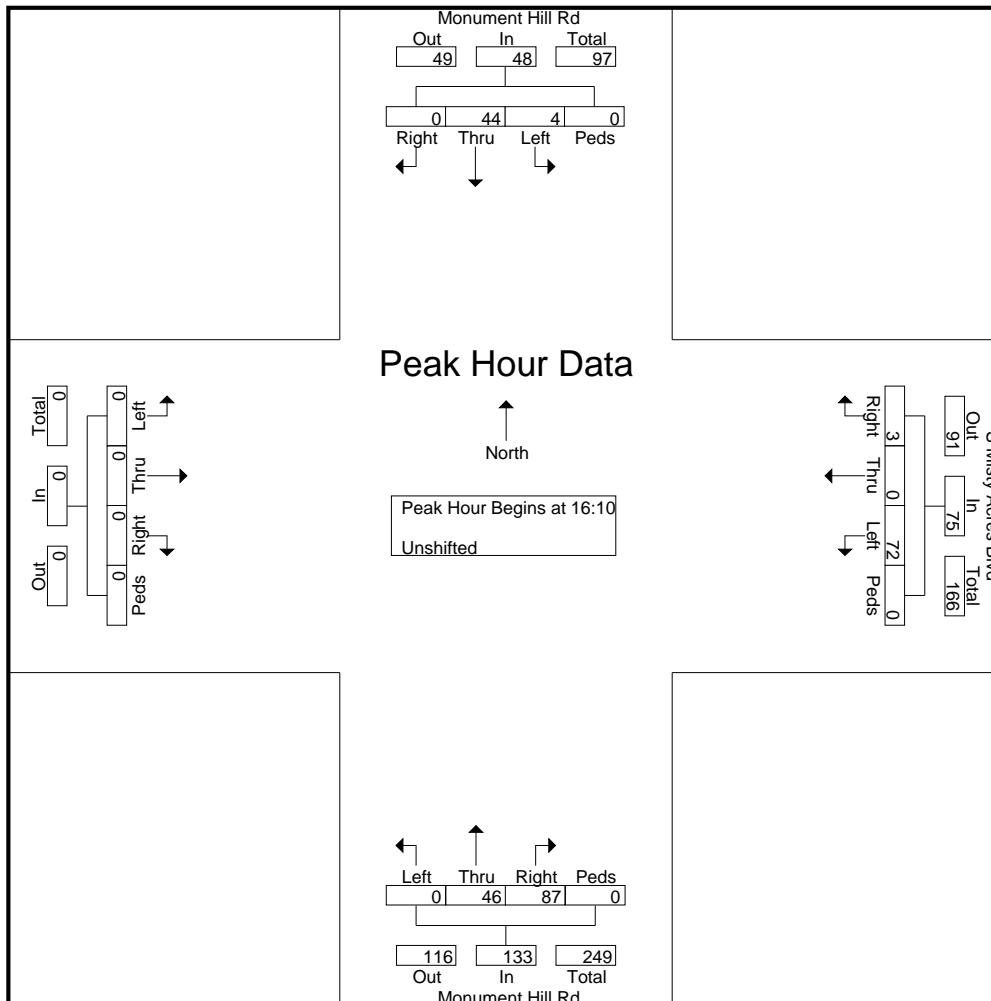 Monument Hill Rd
Out In Total
49 48 97
0 44 4 0
Right Thru Left Peds
Peak Hour Data
North
Peak Hour Begins at 16:10
Unshifted
Total In Out
0 0 0
0 0 0 0
Left Thru Right Peds
Right Thru Left Peds
3 0 72 0
Out In Total
91 75 166
Misty Acres Blvd
Left Thru Right Peds
0 46 87 0
116 133 249
Out In Total
Monument Hill Rd